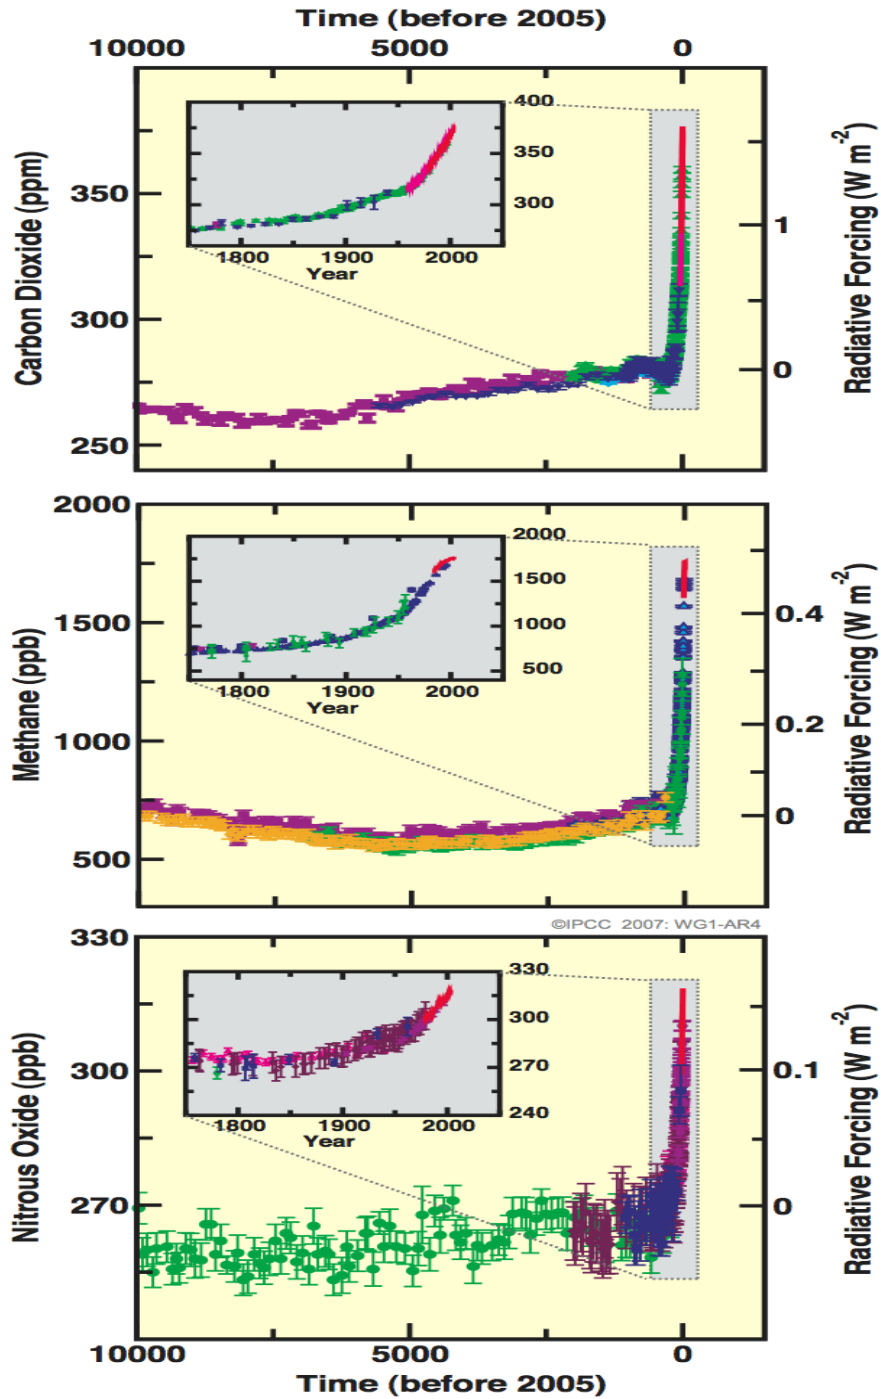 Time (before 2005)
10000 5000 0
Carbon Dioxide (ppm)
350
300
250
400
350
300
1800 1900 2000
Year
1
0
Radiative Forcing (W m-2)
Methane (ppb)
2000
1500
1000
500
2000
1500
1000
500
1800 1900 2000
Year
0.4
0.2
0
Radiative Forcing (W m-2)
©IPCC 2007: WG1-AR4
Nitrous Oxide (ppb)
330
300
270
330
300
270
240
1800 1900 2000
Year
0.1
0
Radiative Forcing (W m-2)
10000 5000 0
Time (before 2005)